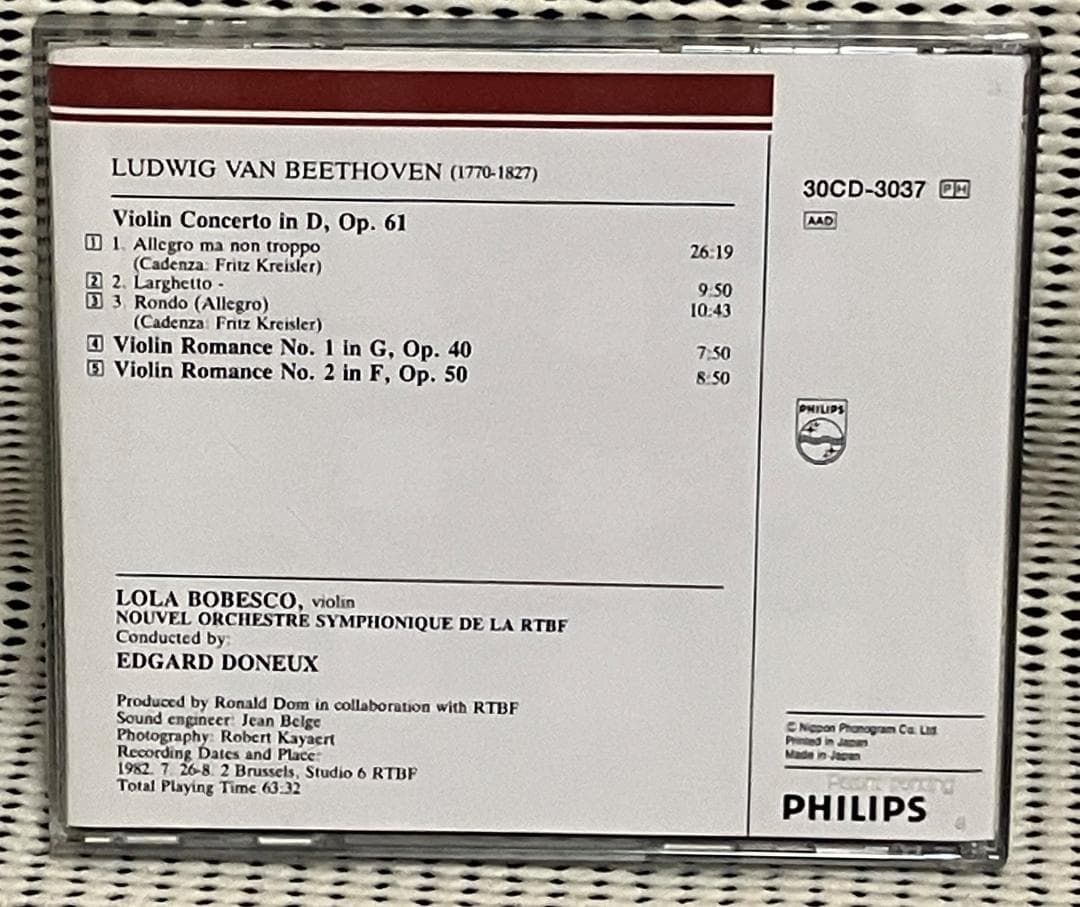 LUDWIG VAN BEETHOVEN (1770-1827)
Violin Concerto in D, Op. 61
1 1. Allegro ma non troppo 26:19
(Cadenza: Fritz Kreisler)
2 2. Larghetto - 9:50
3 3. Rondo (Allegro) 10:43
(Cadenza: Fritz Kreisler)
4 Violin Romance No. 1 in G, Op. 40 7:50
5 Violin Romance No. 2 in F, Op. 50 8:50
LOLA BOBESCO, violin
NOUVEL ORCHESTRE SYMPHONIQUE DE LA RTBF
Conducted by:
EDGARD DONEUX
Produced by Ronald Dom in collaboration with RTBF
Sound engineer: Jean Belge
Photography: Robert Kayaert
Recording Dates and Place:
1982. 7. 26-8. 2 Brussels, Studio 6 RTBF
Total Playing Time 63:32
30CD-3037 PH
AAD
PHILIPS
© Nippon Phonogram Co. Ltd.
Printed in Japan
Made in Japan
Patent pending
PHILIPS